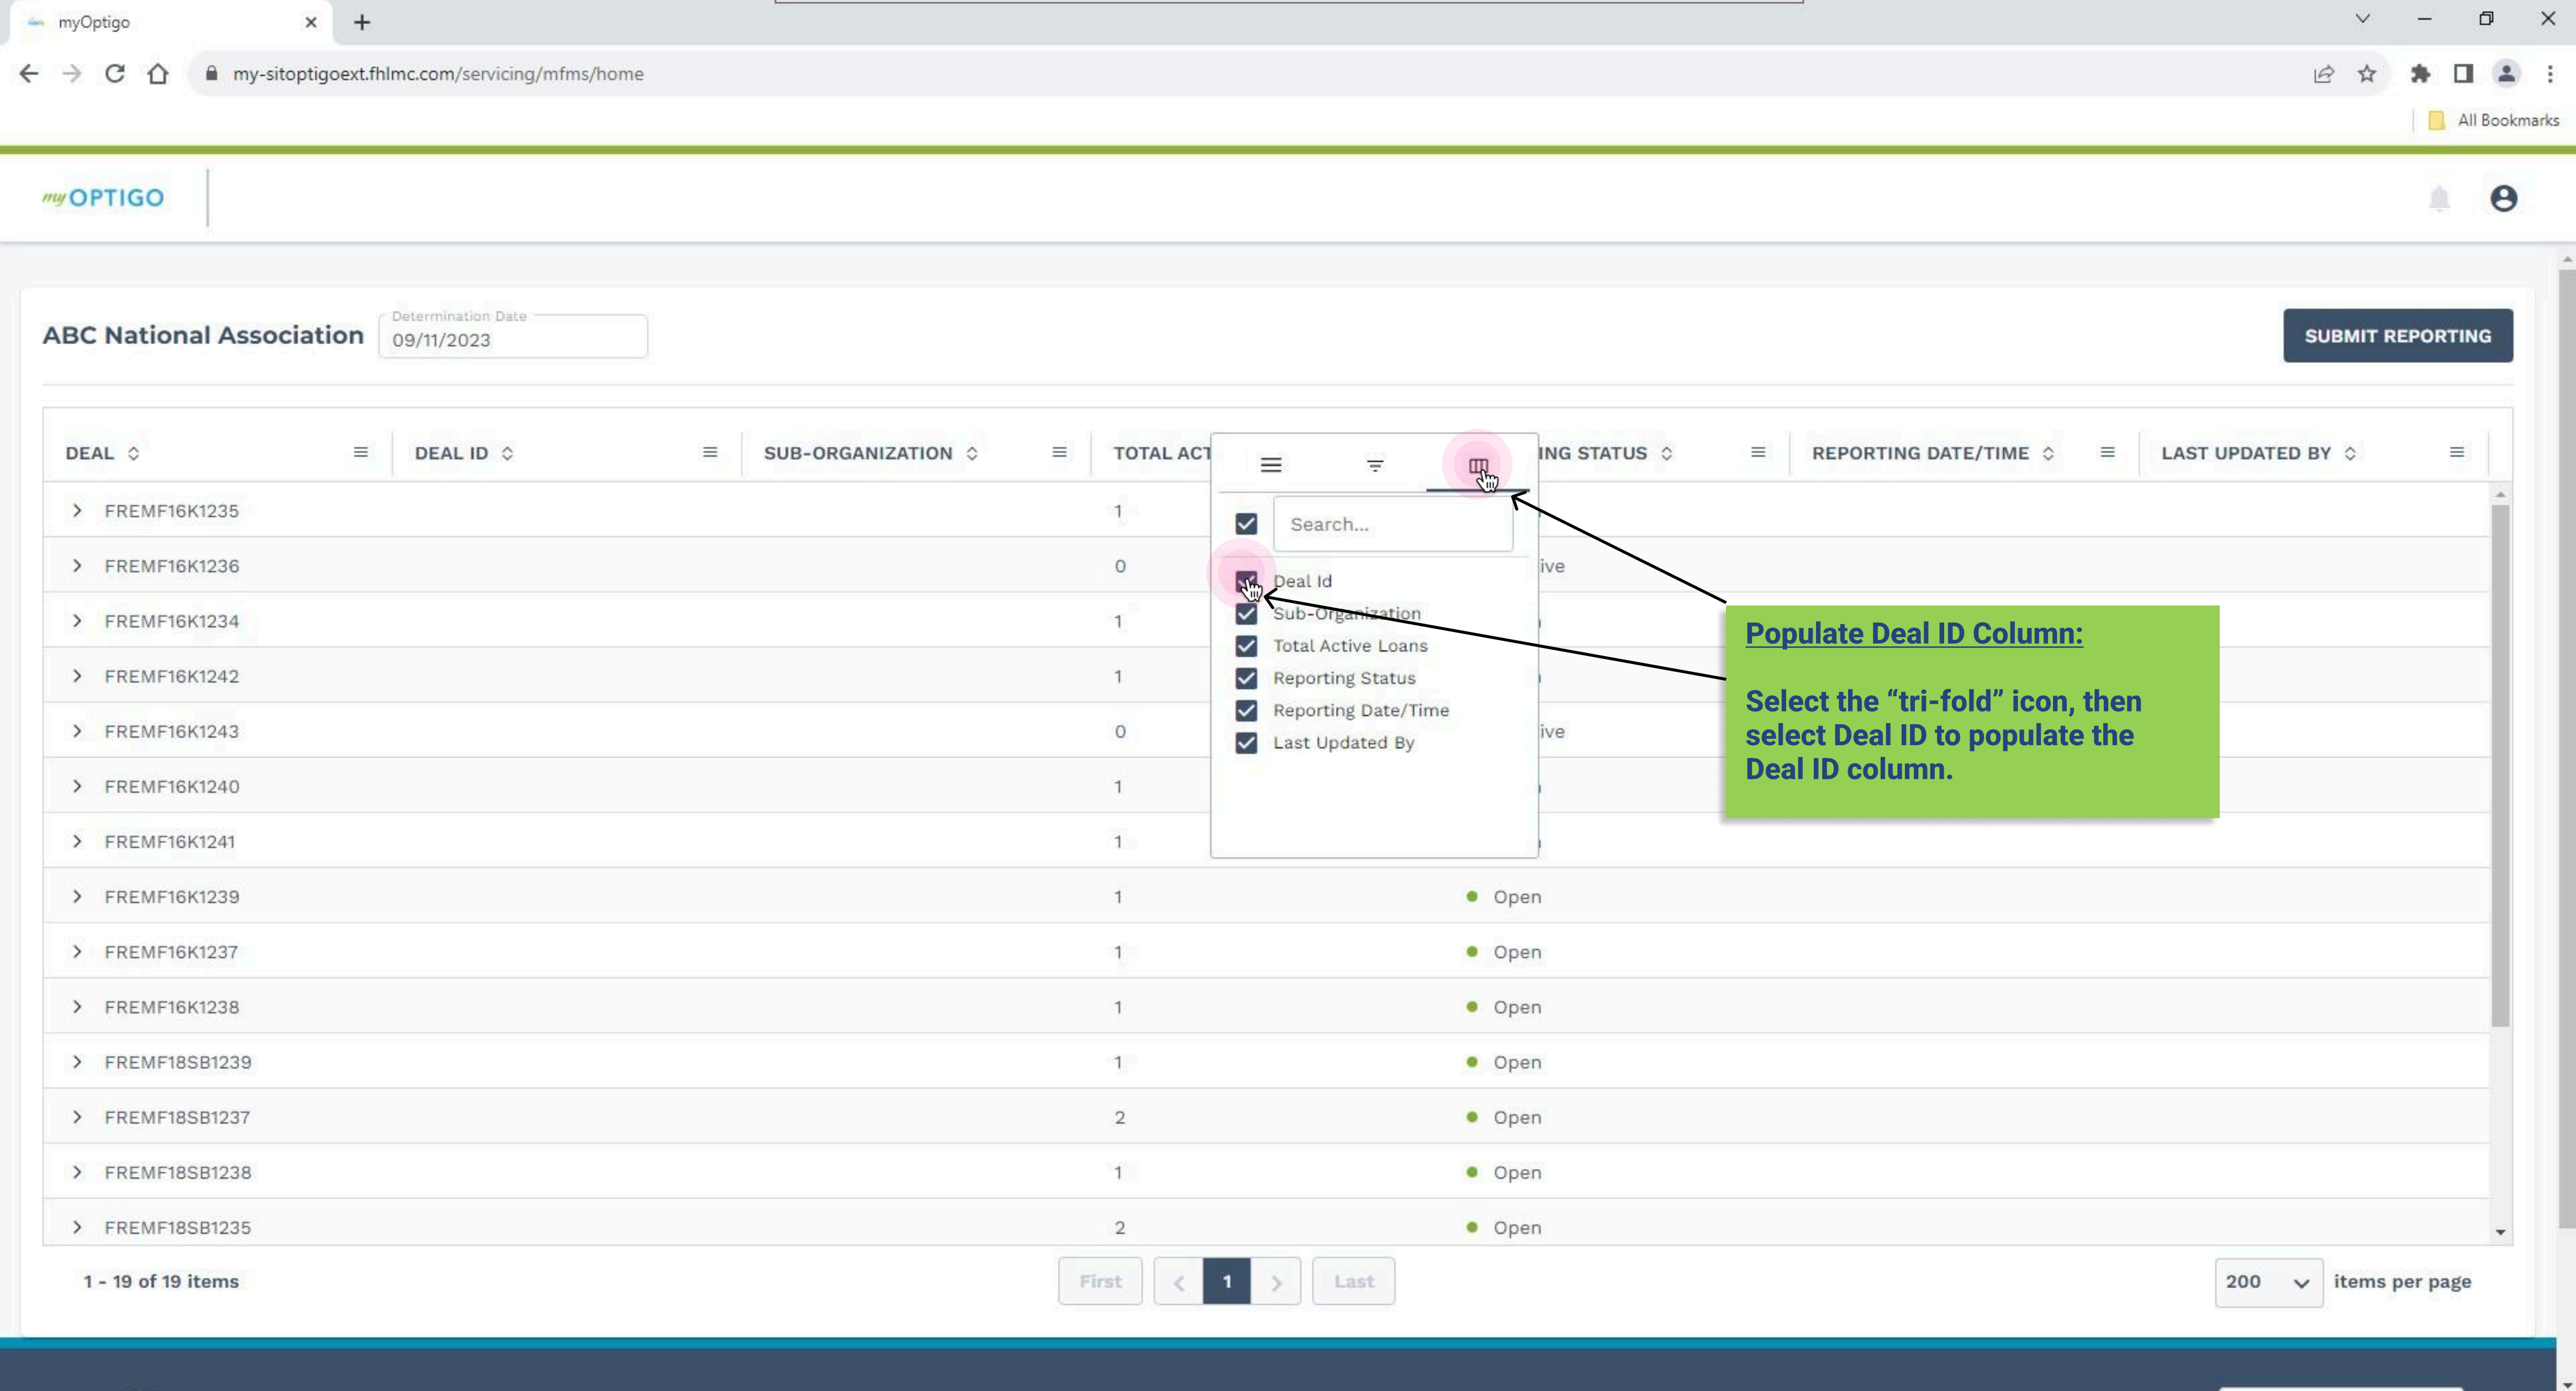 myOptigo
my-sitoptigoext.fhlmc.com/servicing/mfms/home
All Bookmarks
myOPTIGO
ABC National Association
Determination Date
09/11/2023
SUBMIT REPORTING
DEAL DEAL ID SUB-ORGANIZATION TOTAL ACT ING STATUS REPORTING DATE/TIME LAST UPDATED BY
Search...
Deal Id
Sub-Organization
Total Active Loans
Reporting Status
Reporting Date/Time
Last Updated By
Populate Deal ID Column:
Select the “tri-fold” icon, then
select Deal ID to populate the
Deal ID column.
FREMF16K1235 1
FREMF16K1236 0 ive
FREMF16K1234 1
FREMF16K1242 1
FREMF16K1243 0 ive
FREMF16K1240 1
FREMF16K1241 1
FREMF16K1239 1 Open
FREMF16K1237 1 Open
FREMF16K1238 1 Open
FREMF18SB1239 1 Open
FREMF18SB1237 2 Open
FREMF18SB1238 1 Open
FREMF18SB1235 2 Open
1 - 19 of 19 items First 1 Last 200 items per page